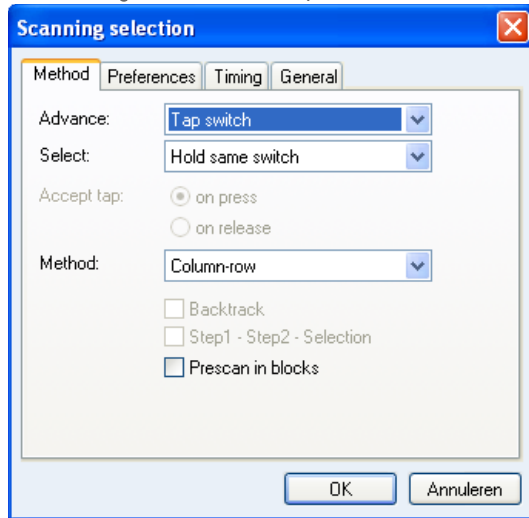 Scanning selection
Method Preferences Timing General
Advance: Tap switch
Select: Hold same switch
Accept tap: on press
on release
Method: Column-row
Backtrack
Step1 - Step2 - Selection
Prescan in blocks
OK Annuleren